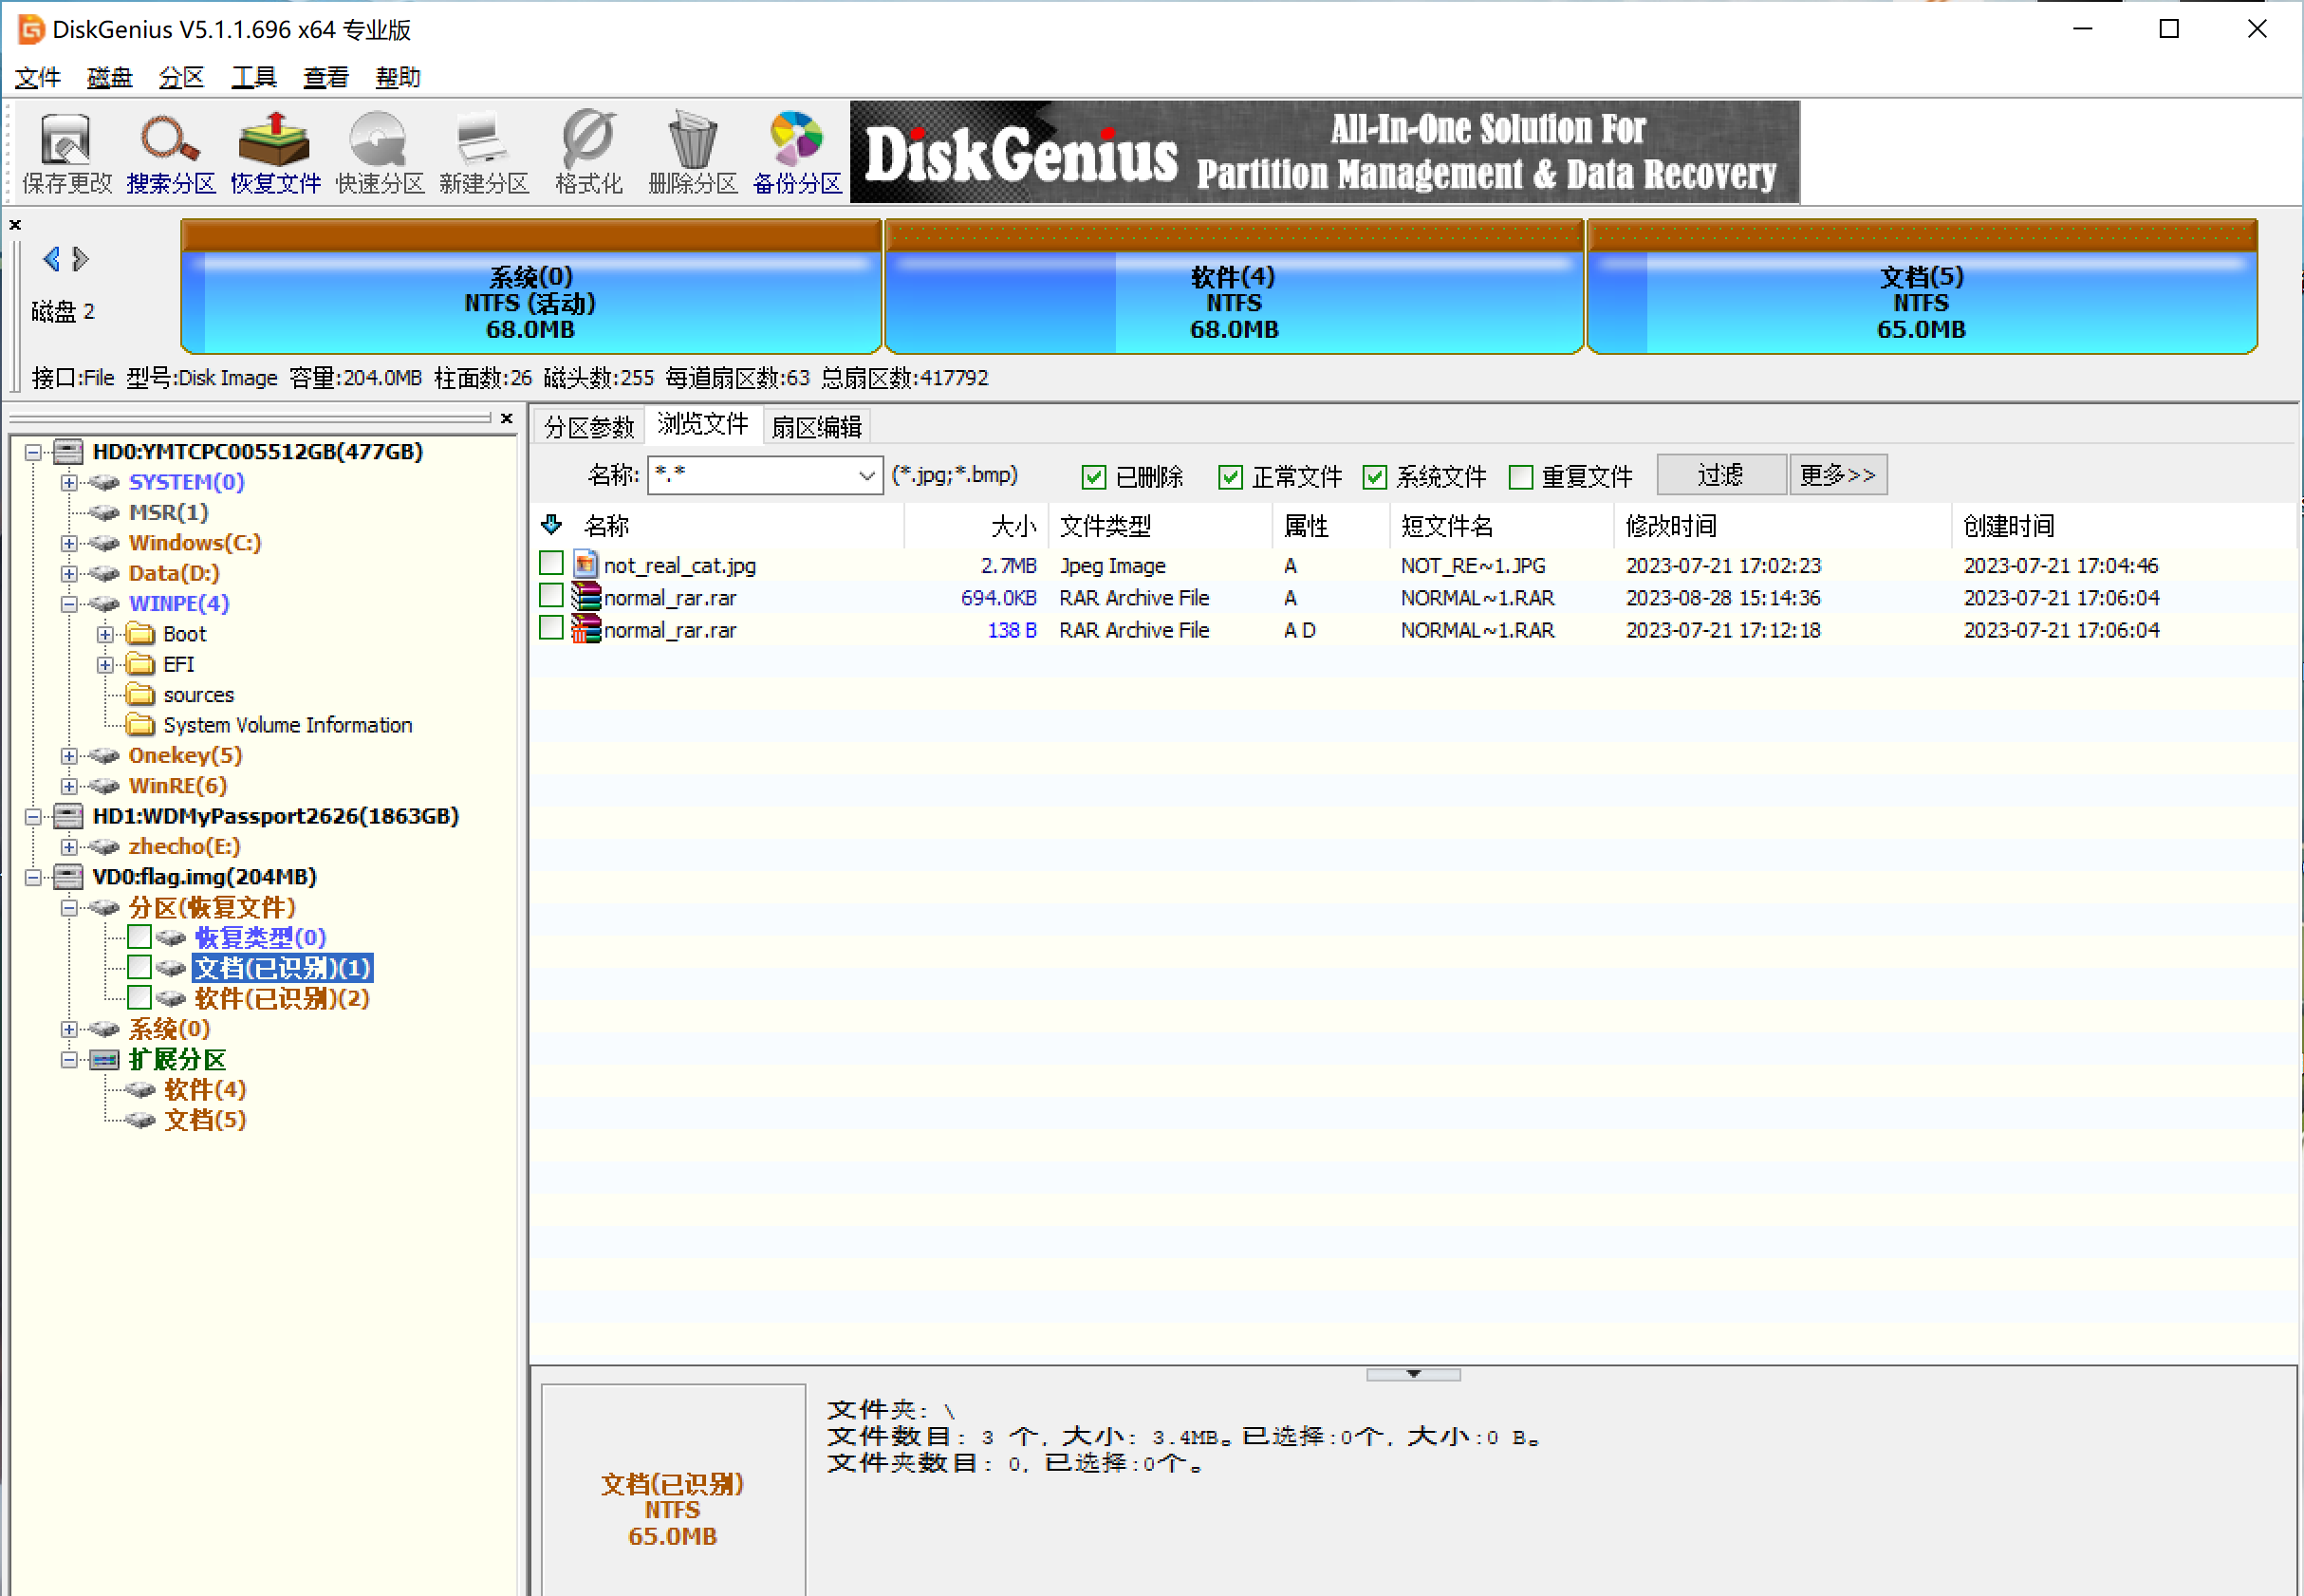 DiskGenius V5.1.1.696 x64 专业版
文件 磁盘 分区 工具 查看 帮助
保存更改 搜索分区 恢复文件 快速分区 新建分区 格式化 删除分区 备份分区
DiskGenius
All-In-One Solution For
Partition Management & Data Recovery
磁盘 2
系统(0)
NTFS (活动)
68.0MB
软件(4)
NTFS
68.0MB
文档(5)
NTFS
65.0MB
接口:File 型号:Disk Image 容量:204.0MB 柱面数:26 磁头数:255 每道扇区数:63 总扇区数:417792
HD0:YMTCPC005512GB(477GB)
SYSTEM(0)
MSR(1)
Windows(C:)
Data(D:)
WINPE(4)
Boot
EFI
sources
System Volume Information
Onekey(5)
WinRE(6)
HD1:WDMyPassport2626(1863GB)
zhecho(E:)
VD0:flag.img(204MB)
分区(恢复文件)
恢复类型(0)
文档(已识别)(1)
软件(已识别)(2)
系统(0)
扩展分区
软件(4)
文档(5)
分区参数 浏览文件 扇区编辑
名称: *.* (*.jpg;*.bmp) 已删除 正常文件 系统文件 重复文件 过滤 更多>>
名称 大小 文件类型 属性 短文件名 修改时间 创建时间
not_real_cat.jpg 2.7MB Jpeg Image A NOT_RE~1.JPG 2023-07-21 17:02:23 2023-07-21 17:04:46
normal_rar.rar 694.0KB RAR Archive File A NORMAL~1.RAR 2023-08-28 15:14:36 2023-07-21 17:06:04
normal_rar.rar 138 B RAR Archive File A D NORMAL~1.RAR 2023-07-21 17:12:18 2023-07-21 17:06:04
文档(已识别)
NTFS
65.0MB
文件夹: \
文件数目: 3 个, 大小: 3.4MB。已选择:0个, 大小:0 B。
文件夹数目: 0, 已选择:0个。